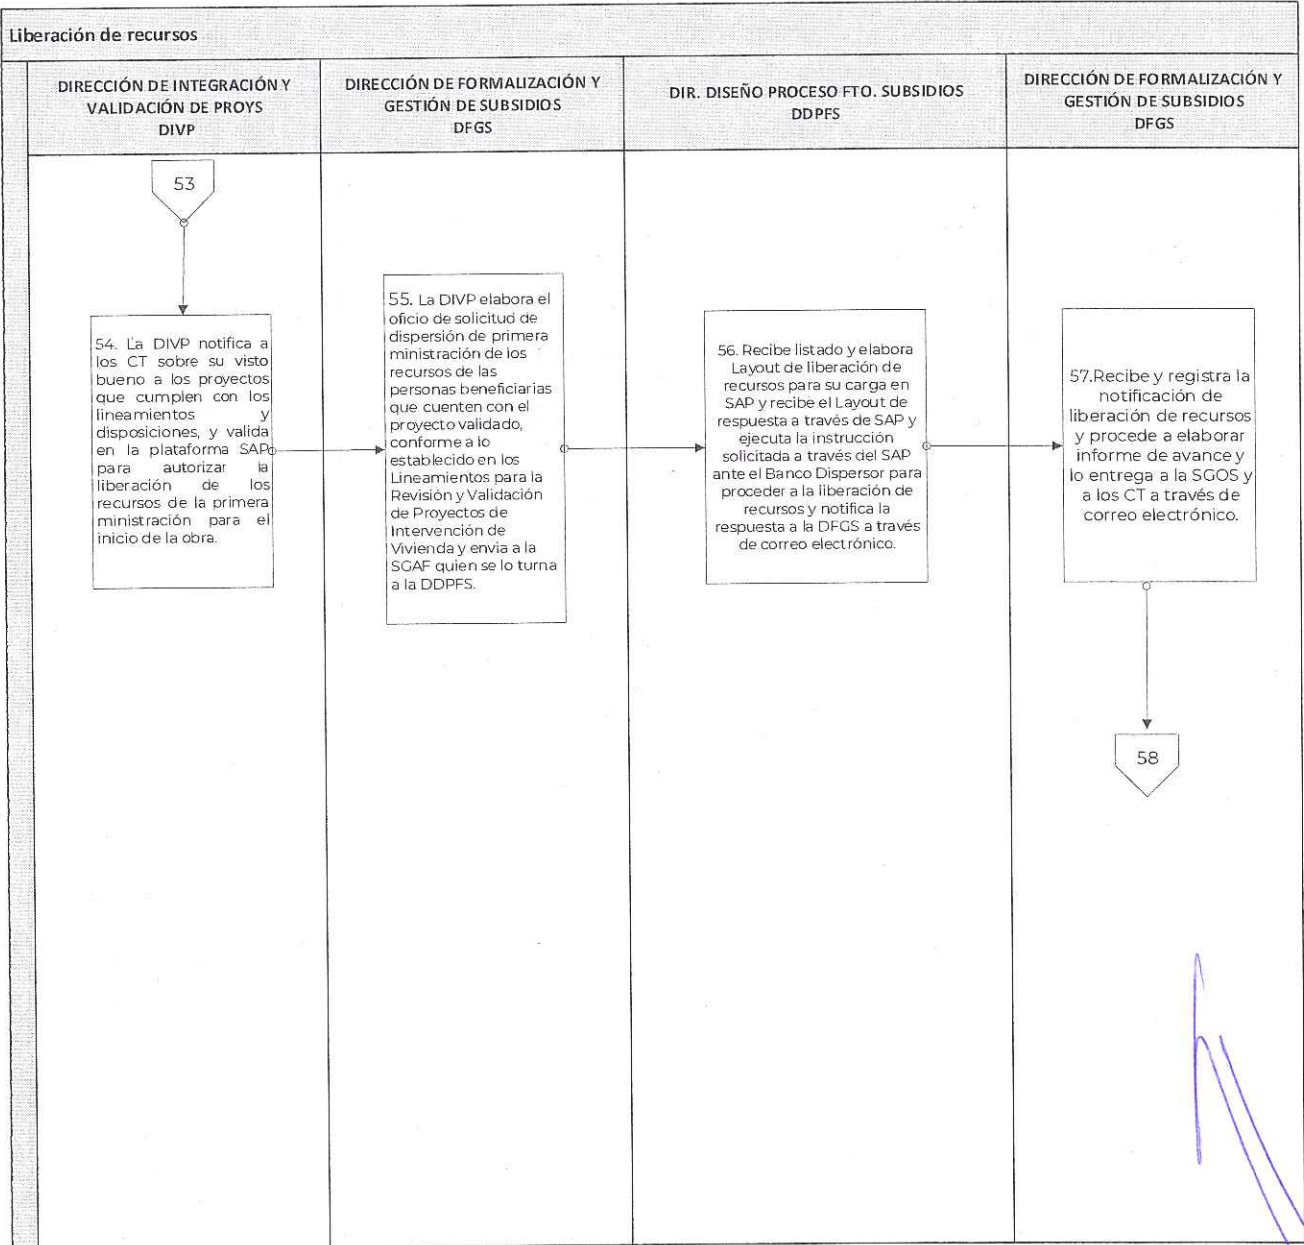 Liberación de recursos
DIRECCIÓN DE INTEGRACIÓN Y
VALIDACIÓN DE PROYS
DIVP
DIRECCIÓN DE FORMALIZACIÓN Y
GESTIÓN DE SUBSIDIOS
DFGS
DIR. DISEÑO PROCESO FTO. SUBSIDIOS
DDPFS
DIRECCIÓN DE FORMALIZACIÓN Y
GESTIÓN DE SUBSIDIOS
DFGS
53
54. La DIVP notifica a
los CT sobre su visto
bueno a los proyectos
que cumplen con los
lineamientos y
disposiciones, y valida
en la plataforma SAP
para autorizar la
liberación de los
recursos de la primera
ministración para el
inicio de la obra.
55. La DIVP elabora el
oficio de solicitud de
dispersión de primera
ministración de los
recursos de las
personas beneficiarias
que cuenten con el
proyecto validado,
conforme a lo
establecido en los
Lineamientos para la
Revisión y Validación
de Proyectos de
Intervención de
Vivienda y envia a la
SGAF quien se lo turna
a la DDPFS.
56. Recibe listado y elabora
Layout de liberación de
recursos para su carga en
SAP y recibe el Layout de
respuesta a través de SAP y
ejecuta la instrucción
solicitada a través del SAP
ante el Banco Dispersor para
proceder a la liberación de
recursos y notifica la
respuesta a la DFGS a través
de correo electrónico.
57.Recibe y registra la
notificación de
liberación de recursos
y procede a elaborar
informe de avance y
lo entrega a la SGOS y
a los CT a través de
correo electrónico.
58